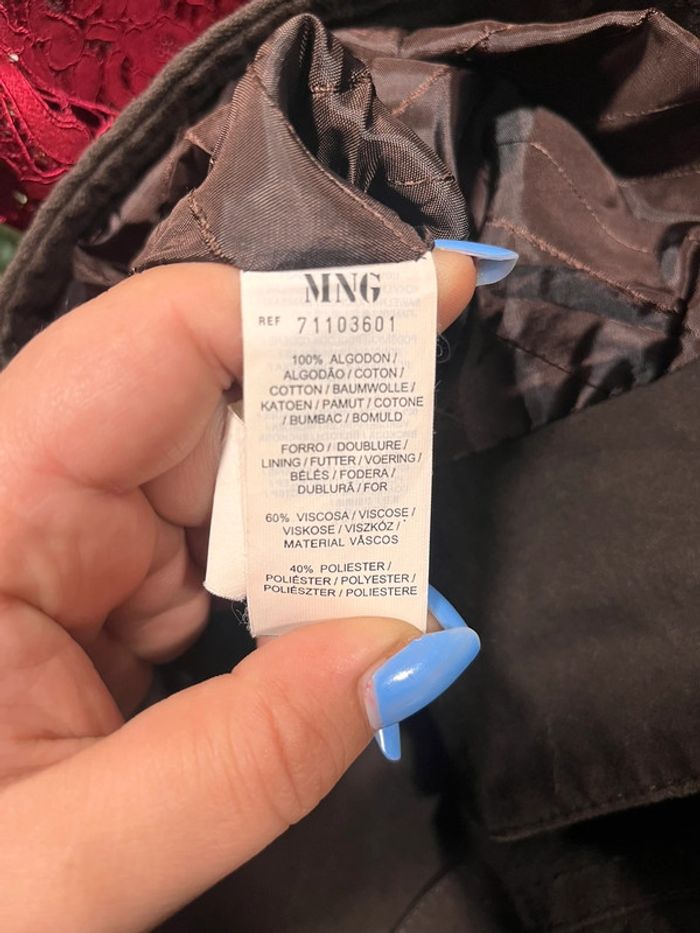 MNG
REF 71103601
100% ALGODON /
ALGODÃO / COTON /
COTTON / BAUMWOLLE /
KATOEN / PAMUT / COTONE
/ BUMBAC / BOMULD
FORRO / DOUBLURE /
LINING / FUTTER / VOERING /
BÉLÉS / FODERA /
DUBLURĂ / FOR
60% VISCOSA / VISCOSE /
VISKOSE / VISZKÓZ /
MATERIAL VÂSCOS
40% POLIESTER /
POLIÉSTER / POLYESTER /
POLIÉSZTER / POLIESTERE